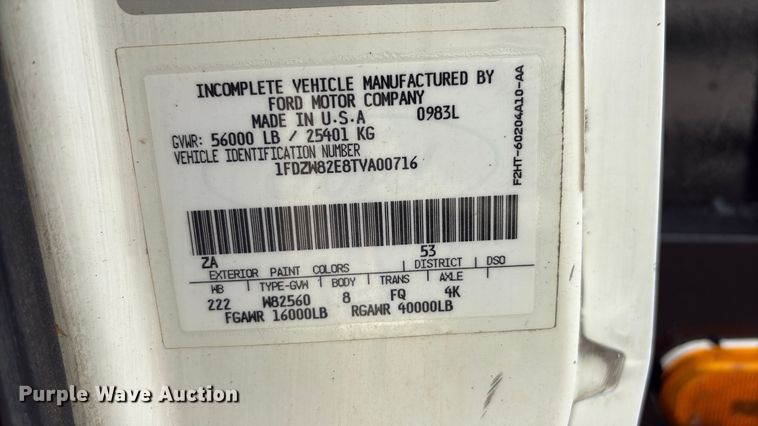 INCOMPLETE VEHICLE MANUFACTURED BY
FORD MOTOR COMPANY
MADE IN U.S.A 0983L
GVWR: 56000 LB / 25401 KG
VEHICLE IDENTIFICATION NUMBER
1FDZW82E8TVA00716
F2HT-60204A10-AA
ZA 53
EXTERIOR PAINT COLORS DISTRICT DSO
WB TYPE-GVW BODY TRANS AXLE
222 W82560 8 FQ 4K
FGAWR 16000LB RGAWR 40000LB
Purple Wave Auction